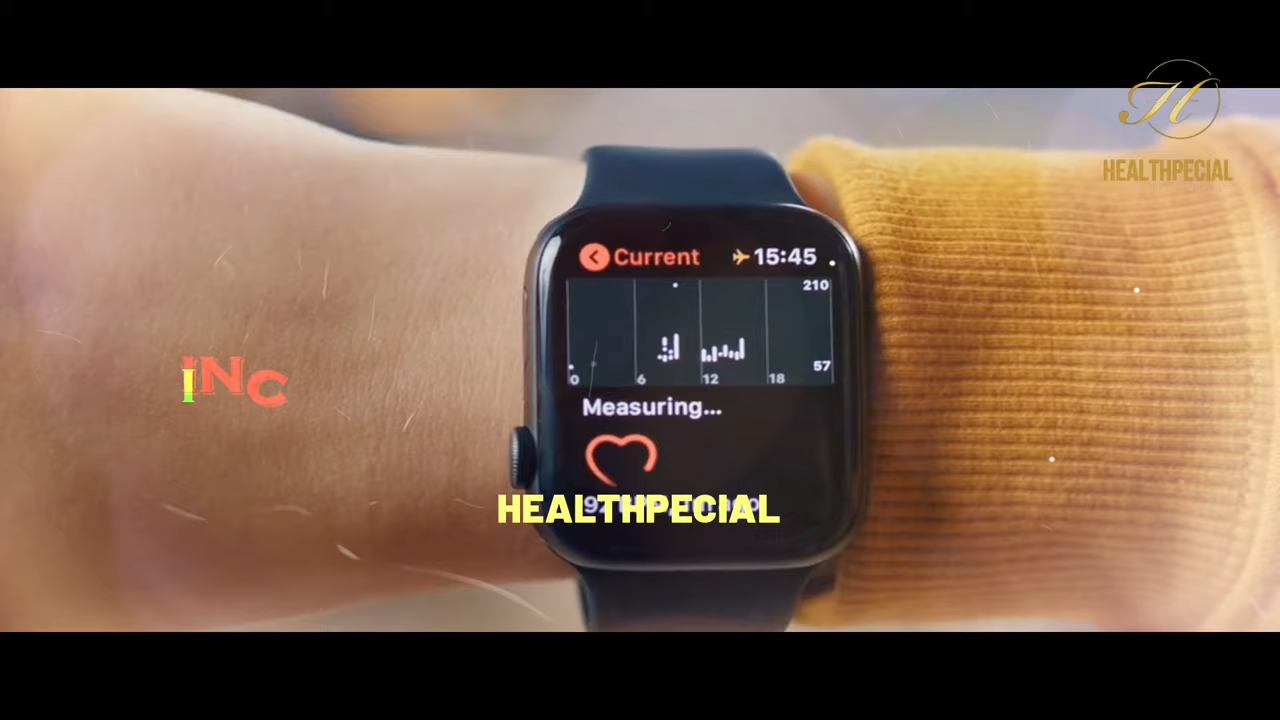 HEALTHPECIAL
Current 15:45
210
57
0 6 12 18
Measuring...
INC
HEALTHPECIAL